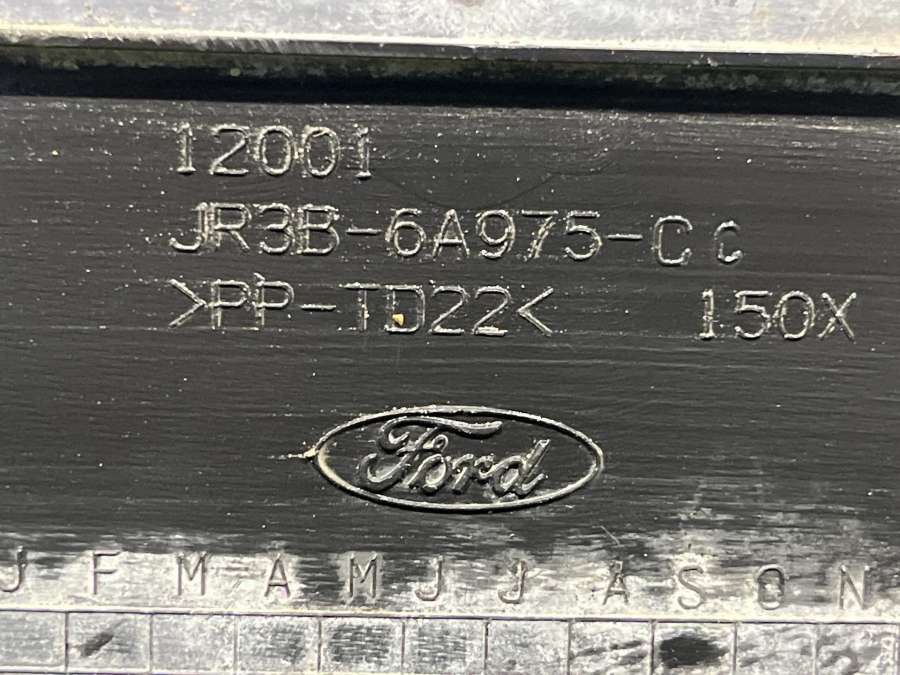 12001
JR3B-6A975-Cc
>PP-TD22< 150X
Ford
J F M A M J J A S O N